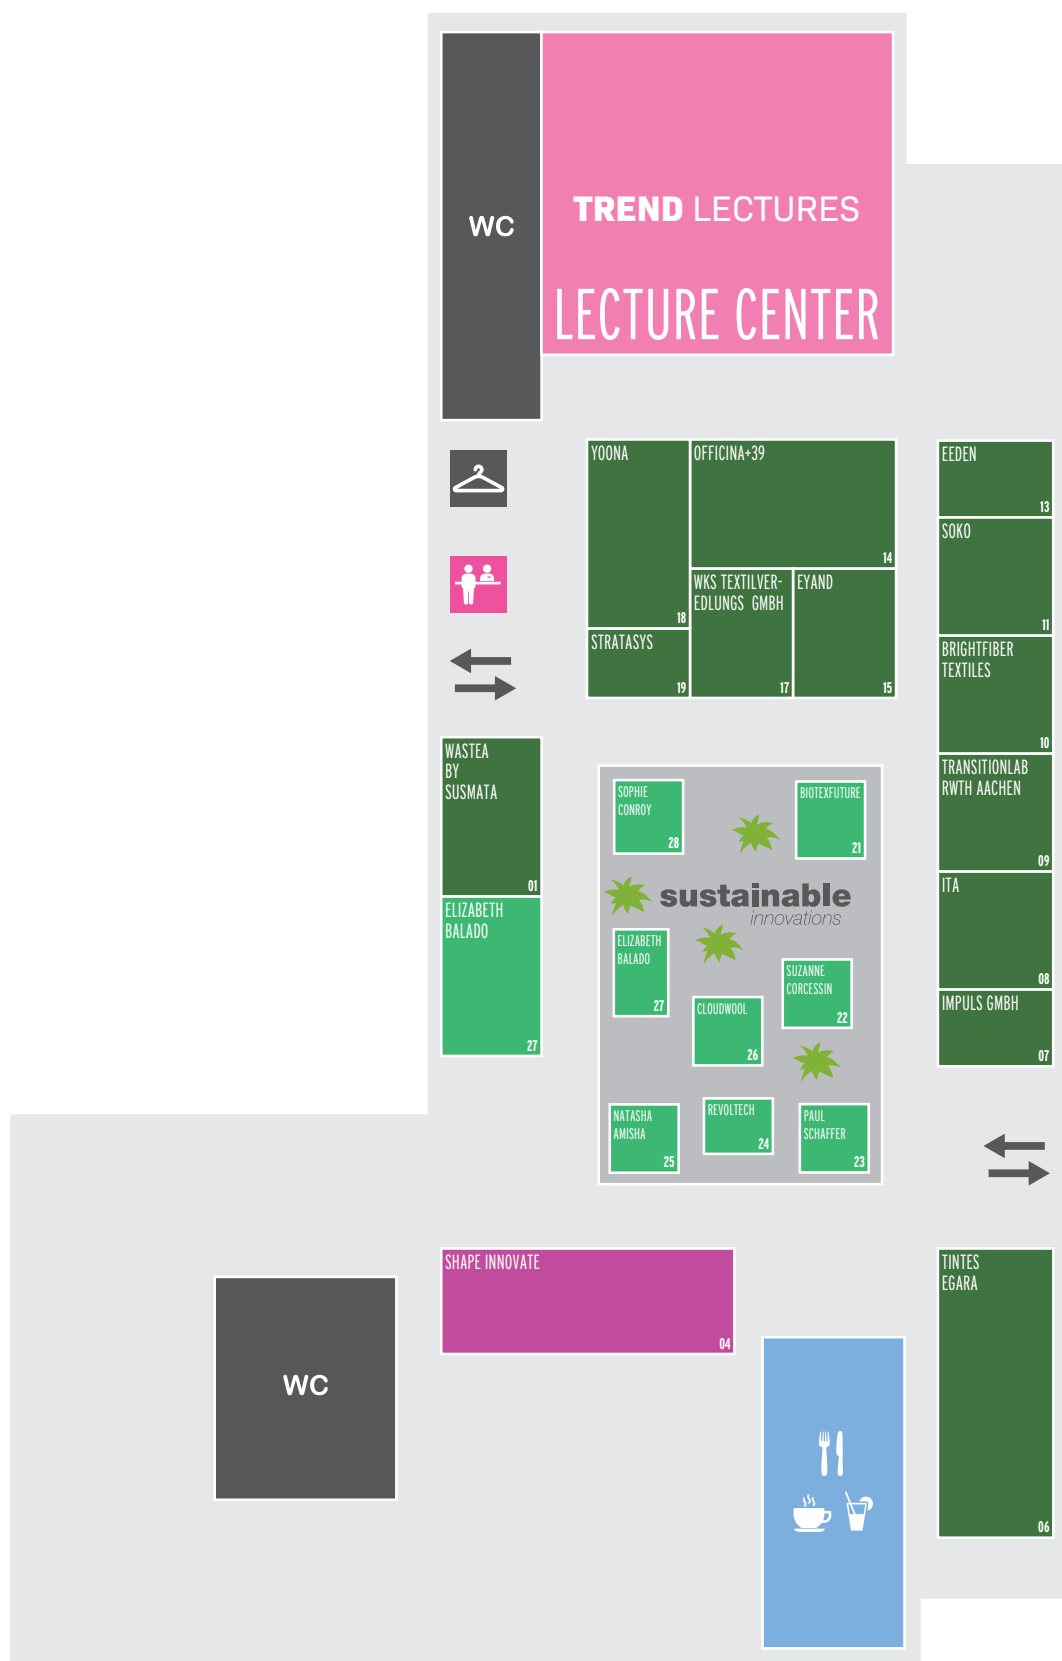 WC
TREND LECTURES
LECTURE CENTER
YOONA
18
OFFICINA+39
14
EEDEN
13
SOKO
11
WKS TEXTILVER-
EDLUNGS GMBH
17
EYAND
15
STRATASYS
19
BRIGHTFIBER
TEXTILES
10
WASTEA
BY
SUSMATA
01
TRANSITIONLAB
RWTH AACHEN
09
SOPHIE
CONROY
28
BIOTEXFUTURE
21
sustainable
innovations
ITA
08
ELIZABETH
BALADO
27
ELIZABETH
BALADO
27
SUZANNE
CORCESSIN
22
CLOUDWOOL
26
IMPULS GMBH
07
NATASHA
AMISHA
25
REVOLTECH
24
PAUL
SCHAFFER
23
SHAPE INNOVATE
04
TINTES
EGARA
06
WC